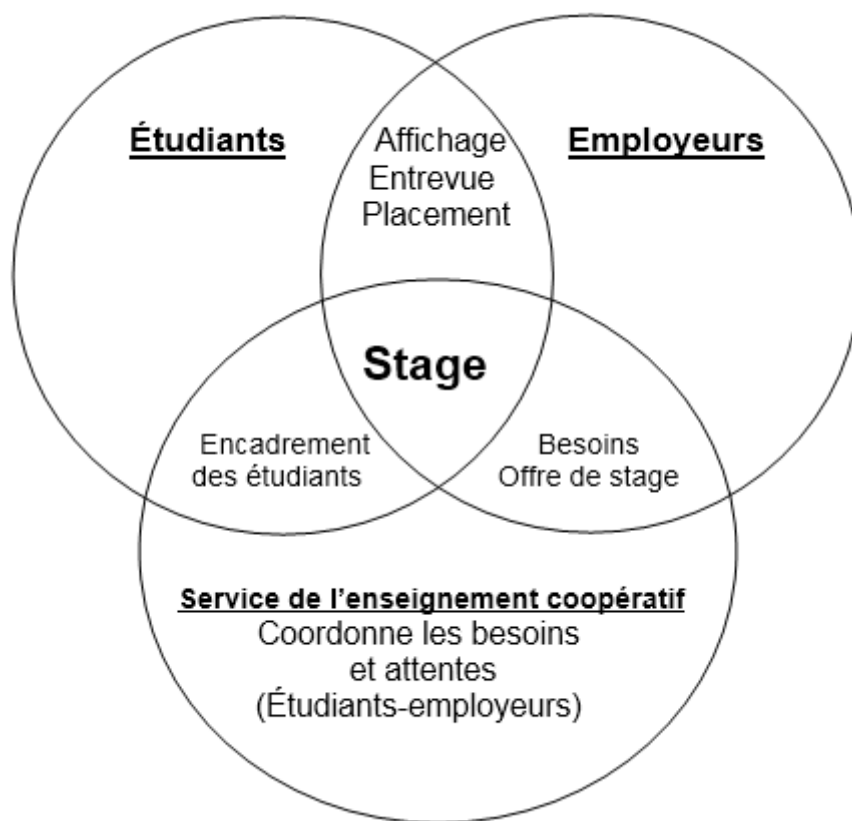 Étudiants
Affichage
Entrevue
Placement
Employeurs
Stage
Encadrement
des étudiants
Besoins
Offre de stage
Service de l'enseignement coopératif
Coordonne les besoins
et attentes
(Étudiants-employeurs)